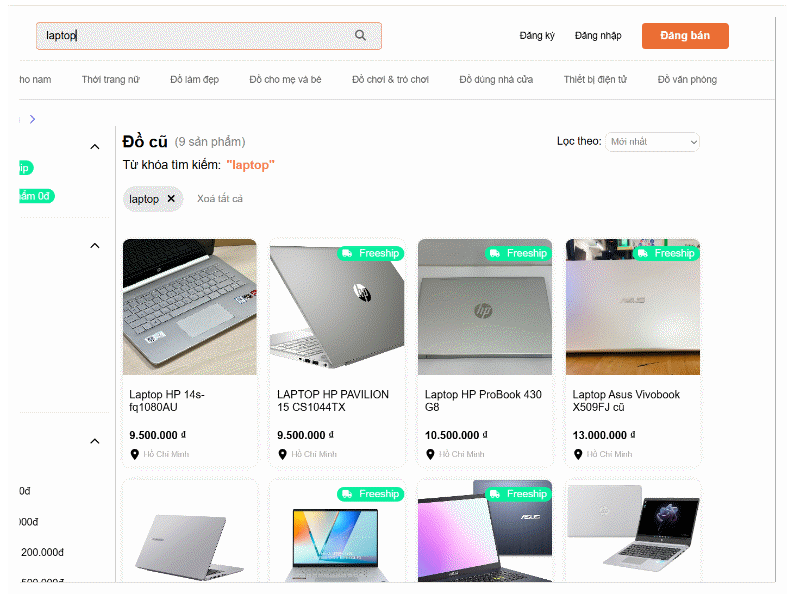 laptop
Đăng ký
Đăng nhập
Đăng bán
ho nam
Thời trang nữ
Đồ làm đẹp
Đồ cho mẹ và bé
Đồ chơi & trò chơi
Đồ dùng nhà cửa
Thiết bị điện tử
Đồ văn phòng
Đồ cũ (9 sản phẩm)
Lọc theo: Mới nhất
Từ khóa tìm kiếm: "laptop"
ip
ắm 0đ
laptop ✕
Xoá tất cả
Freeship
Freeship
Freeship
hp
ASUS
Laptop HP 14s-
fq1080AU
9.500.000 ₫
Hồ Chí Minh
LAPTOP HP PAVILION
15 CS1044TX
9.500.000 ₫
Hồ Chí Minh
Laptop HP ProBook 430
G8
10.500.000 ₫
Hồ Chí Minh
Laptop Asus Vivobook
X509FJ cũ
13.000.000 ₫
Hồ Chí Minh
0đ
000đ
200.000đ
500.000đ
Freeship
Freeship
ASUS